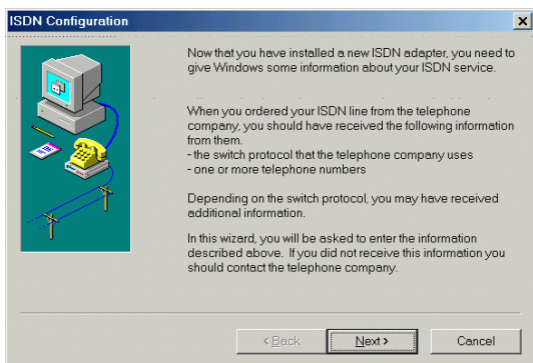 ISDN Configuration
Now that you have installed a new ISDN adapter, you need to
give Windows some information about your ISDN service.
When you ordered your ISDN line from the telephone
company, you should have received the following information
from them.
- the switch protocol that the telephone company uses
- one or more telephone numbers
Depending on the switch protocol, you may have received
additional information.
In this wizard, you will be asked to enter the information
described above. If you did not receive this information you
should contact the telephone company.
< Back
Next >
Cancel